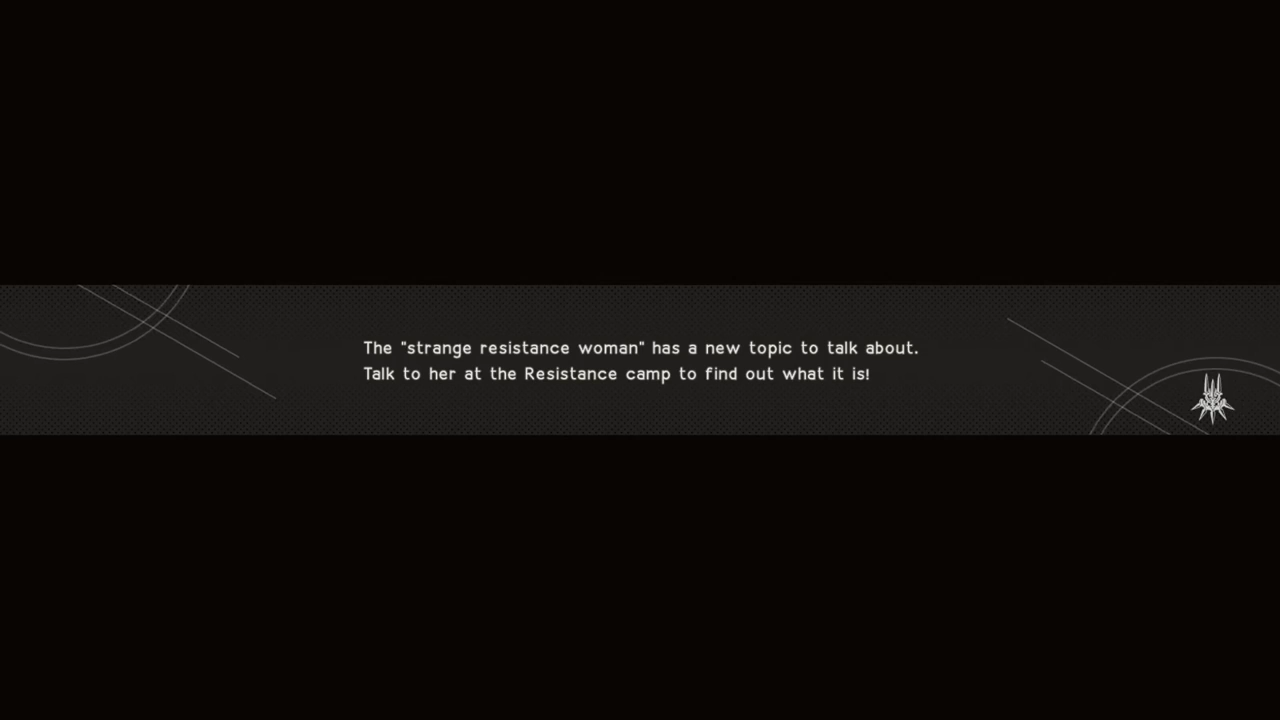 The "strange resistance woman" has a new topic to talk about.
Talk to her at the Resistance camp to find out what it is!